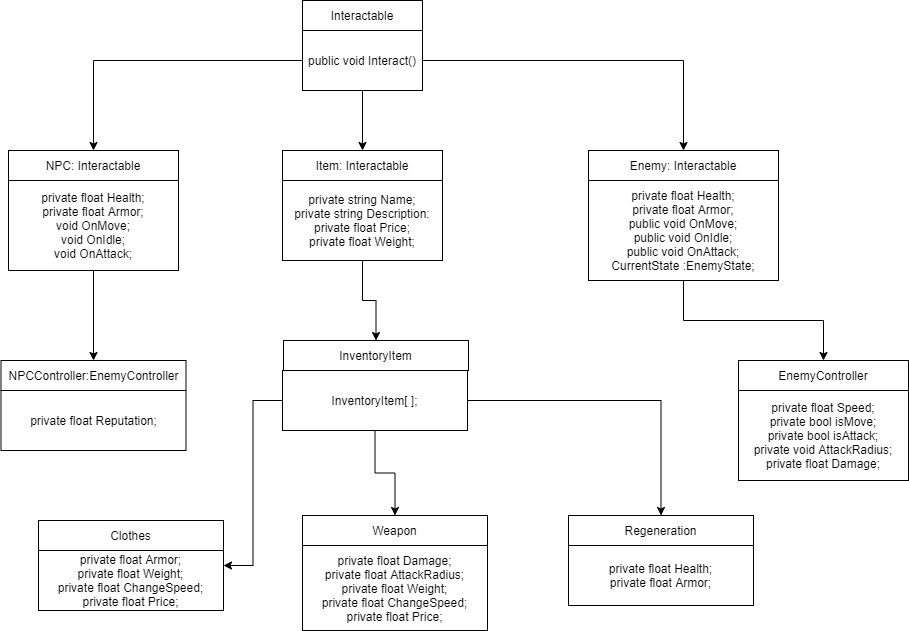 Interactable
public void Interact()
NPC: Interactable
private float Health;
private float Armor;
void OnMove;
void OnIdle;
void OnAttack;
Item: Interactable
private string Name;
private string Description:
private float Price;
private float Weight;
Enemy: Interactable
private float Health;
private float Armor;
public void OnMove;
public void OnIdle;
public void OnAttack;
CurrentState :EnemyState;
NPCController:EnemyController
private float Reputation;
InventoryItem
InventoryItem[ ];
EnemyController
private float Speed;
private bool isMove;
private bool isAttack;
private void AttackRadius;
private float Damage;
Clothes
private float Armor;
private float Weight;
private float ChangeSpeed;
private float Price;
Weapon
private float Damage;
private float AttackRadius;
private float Weight;
private float ChangeSpeed;
private float Price;
Regeneration
private float Health;
private float Armor;